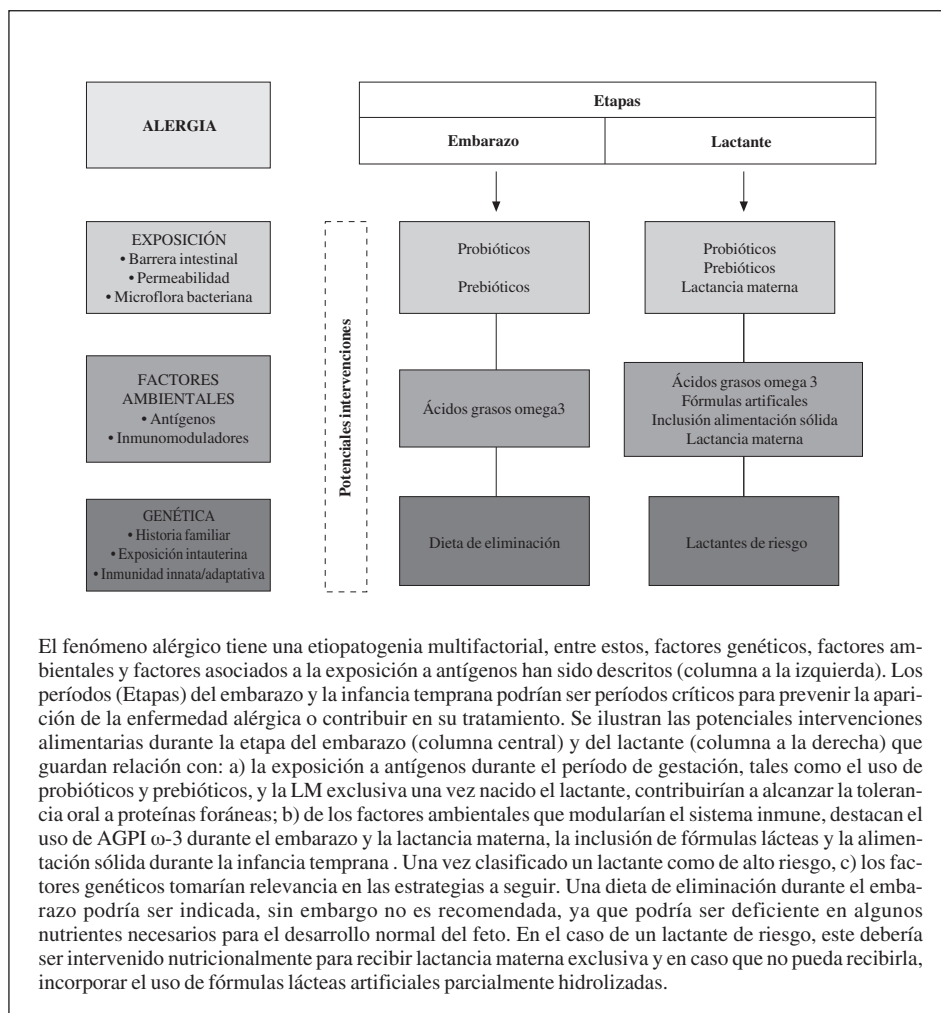 ALERGIA
Etapas
Embarazo
Lactante
EXPOSICIÓN
• Barrera intestinal
• Permeabilidad
• Microflora bacteriana
Potenciales intervenciones
Probióticos
Prebióticos
Probióticos
Prebióticos
Lactancia materna
FACTORES
AMBIENTALES
• Antígenos
• Inmunomoduladores
Ácidos grasos omega3
Ácidos grasos omega 3
Fórmulas artificales
Inclusión alimentación sólida
Lactancia materna
GENÉTICA
• Historia familiar
• Exposición intauterina
• Inmunidad innata/adaptativa
Dieta de eliminación
Lactantes de riesgo
El fenómeno alérgico tiene una etiopatogenia multifactorial, entre estos, factores genéticos, factores am-
bientales y factores asociados a la exposición a antígenos han sido descritos (columna a la izquierda). Los
períodos (Etapas) del embarazo y la infancia temprana podrían ser períodos críticos para prevenir la apari-
ción de la enfermedad alérgica o contribuir en su tratamiento. Se ilustran las potenciales intervenciones
alimentarias durante la etapa del embarazo (columna central) y del lactante (columna a la derecha) que
guardan relación con: a) la exposición a antígenos durante el período de gestación, tales como el uso de
probióticos y prebióticos, y la LM exclusiva una vez nacido el lactante, contribuirían a alcanzar la toleran-
cia oral a proteínas foráneas; b) de los factores ambientales que modularían el sistema inmune, destacan el
uso de AGPI ω-3 durante el embarazo y la lactancia materna, la inclusión de fórmulas lácteas y la alimen-
tación sólida durante la infancia temprana . Una vez clasificado un lactante como de alto riesgo, c) los fac-
tores genéticos tomarían relevancia en las estrategias a seguir. Una dieta de eliminación durante el emba-
razo podría ser indicada, sin embargo no es recomendada, ya que podría ser deficiente en algunos
nutrientes necesarios para el desarrollo normal del feto. En el caso de un lactante de riesgo, este debería
ser intervenido nutricionalmente para recibir lactancia materna exclusiva y en caso que no pueda recibirla,
incorporar el uso de fórmulas lácteas artificiales parcialmente hidrolizadas.